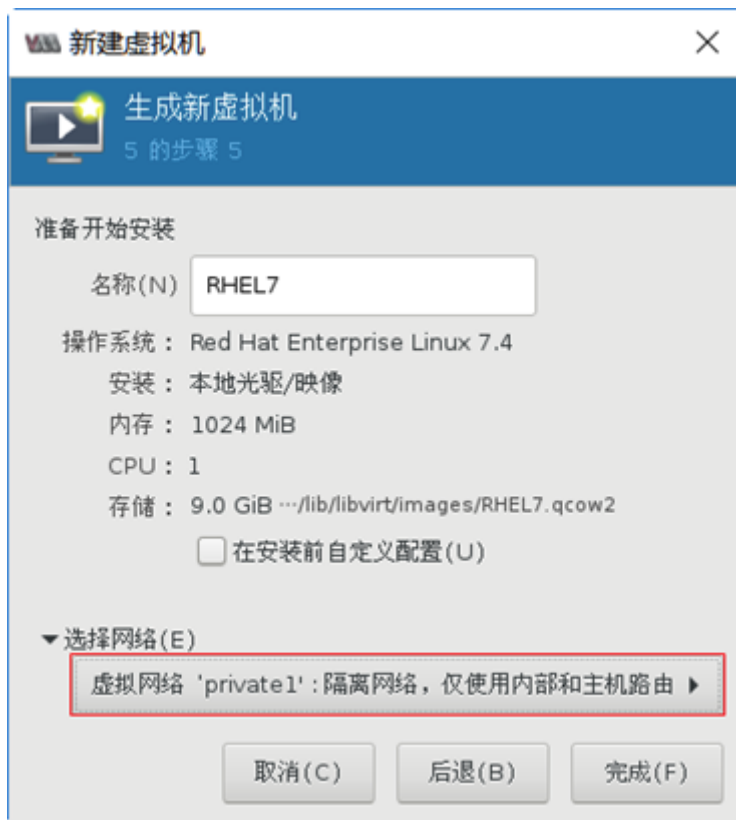 新建虚拟机
生成新虚拟机
5 的步骤 5
准备开始安装
名称(N) RHEL7
操作系统： Red Hat Enterprise Linux 7.4
安装： 本地光驱/映像
内存： 1024 MiB
CPU： 1
存储： 9.0 GiB ···/lib/libvirt/images/RHEL7.qcow2
在安装前自定义配置(U)
选择网络(E)
虚拟网络 'private1' : 隔离网络，仅使用内部和主机路由
取消(C) 后退(B) 完成(F)